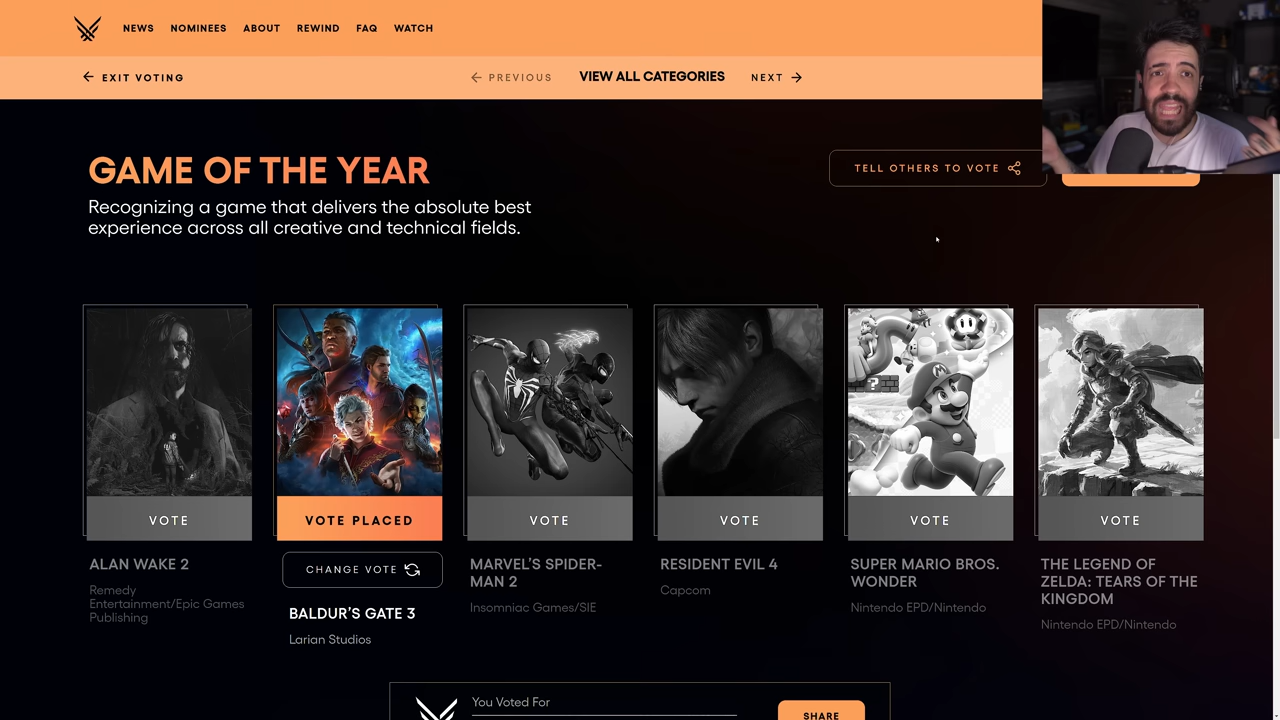 NEWS NOMINEES ABOUT REWIND FAQ WATCH
EXIT VOTING PREVIOUS VIEW ALL CATEGORIES NEXT
GAME OF THE YEAR
TELL OTHERS TO VOTE
Recognizing a game that delivers the absolute best
experience across all creative and technical fields.
?
VOTE
VOTE PLACED
VOTE
VOTE
VOTE
VOTE
ALAN WAKE 2
Remedy
Entertainment/Epic Games
Publishing
CHANGE VOTE
BALDUR'S GATE 3
Larian Studios
MARVEL'S SPIDER-
MAN 2
Insomniac Games/SIE
RESIDENT EVIL 4
Capcom
SUPER MARIO BROS.
WONDER
Nintendo EPD/Nintendo
THE LEGEND OF
ZELDA: TEARS OF THE
KINGDOM
Nintendo EPD/Nintendo
You Voted For
SHARE